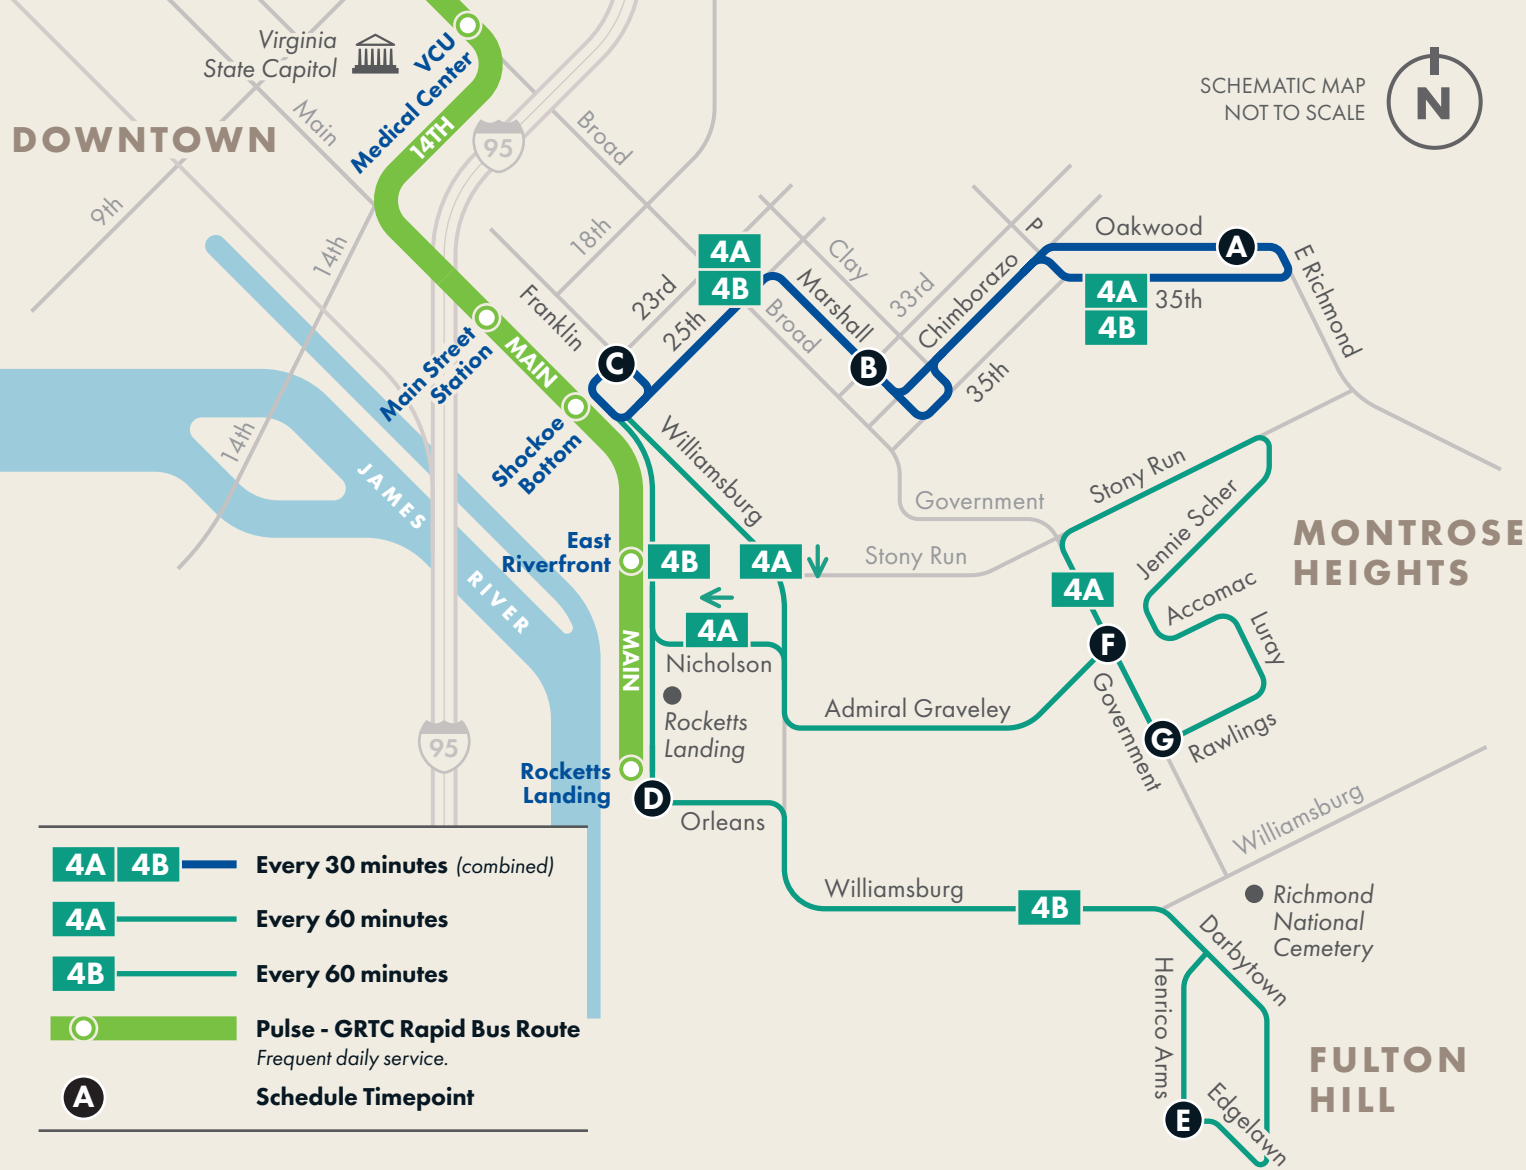 Virginia
State Capitol
VCU
Medical Center
SCHEMATIC MAP
NOT TO SCALE
N
DOWNTOWN
Main
14TH
95
Broad
9th
14th
18th
Clay
P
Oakwood
A
E Richmond
4A
4B
Marshall
33rd
Chimborazo
4A
4B
35th
Franklin
23rd
25th
Broad
MAIN
Main Street
Station
C
B
35th
Shockoe
Bottom
Williamsburg
14th
JAMES
RIVER
Government
Stony Run
Stony Run
Jennie Scher
MONTROSE
HEIGHTS
East
Riverfront
4B
4A
4A
Accomac
Luray
4A
F
MAIN
Nicholson
Rocketts
Landing
Admiral Graveley
Government
G
Rawlings
95
Rocketts
Landing
D
Orleans
Williamsburg
Williamsburg
4B
Richmond
National
Cemetery
Darbytown
Henrico Arms
FULTON
HILL
Edgelawn
E
4A 4B Every 30 minutes (combined)
4A Every 60 minutes
4B Every 60 minutes
Pulse - GRTC Rapid Bus Route
Frequent daily service.
A Schedule Timepoint